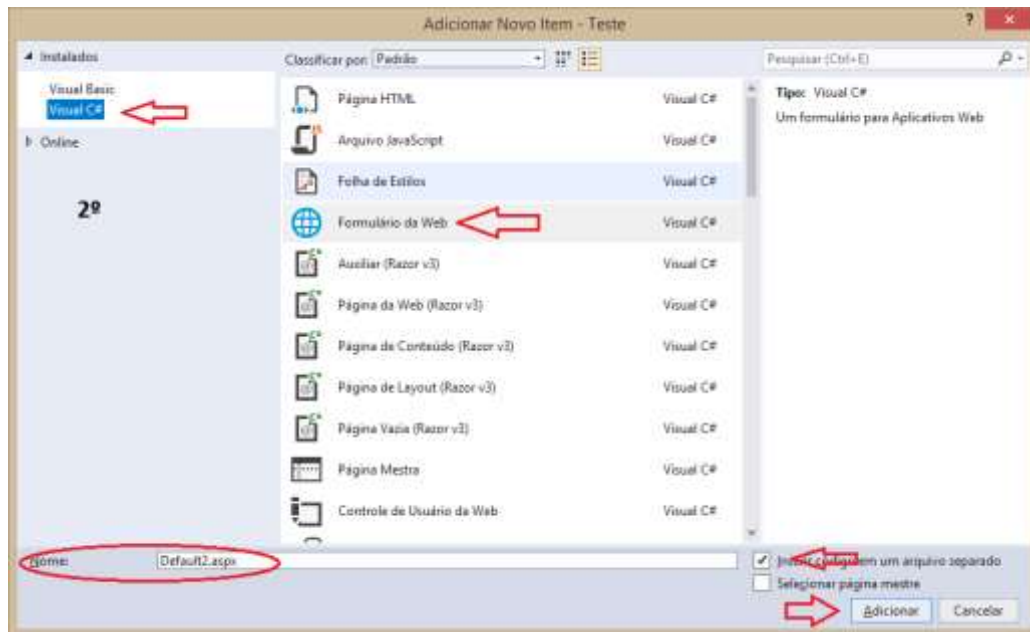 Adicionar Novo Item - Teste
?
Instalados
Visual Basic
Visual C#
Online
2º
Classificar por: Padrão
Página HTML Visual C#
Arquivo JavaScript Visual C#
Folha de Estilos Visual C#
Formulário da Web Visual C#
Auxiliar (Razor v3) Visual C#
Página da Web (Razor v3) Visual C#
Página de Conteúdo (Razor v3) Visual C#
Página de Layout (Razor v3) Visual C#
Página Vazia (Razor v3) Visual C#
Página Mestra Visual C#
Controle de Usuário da Web Visual C#
Pesquisar (Ctrl+E)
Tipo: Visual C#
Um formulário para Aplicativos Web
Nome: Default2.aspx
em um arquivo separado
Selecionar página mestre
Adicionar Cancelar